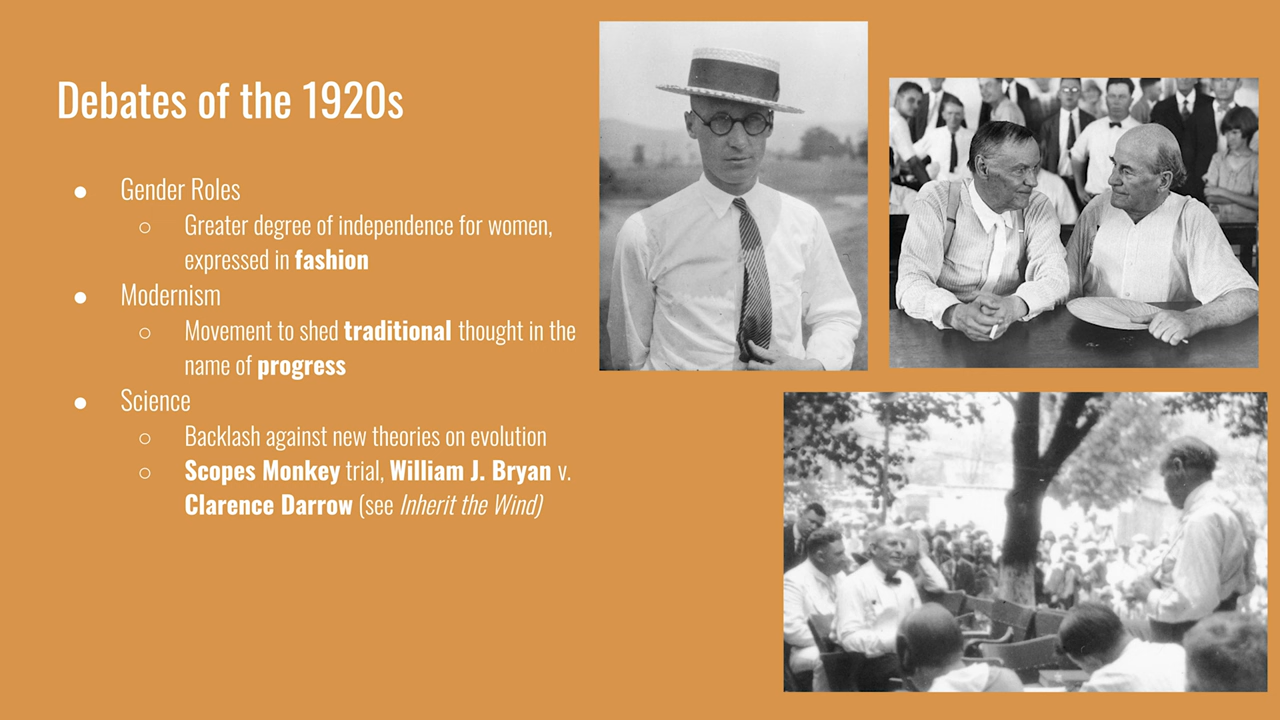 Debates of the 1920s
● Gender Roles
○ Greater degree of independence for women,
expressed in fashion
● Modernism
○ Movement to shed traditional thought in the
name of progress
● Science
○ Backlash against new theories on evolution
○ Scopes Monkey trial, William J. Bryan v.
Clarence Darrow (see Inherit the Wind)